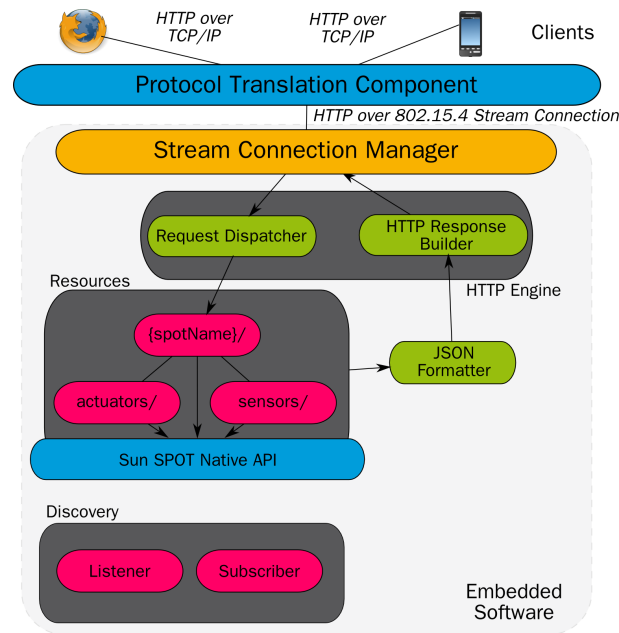 HTTP over
TCP/IP
HTTP over
TCP/IP
Clients
Protocol Translation Component
HTTP over 802.15.4 Stream Connection
Stream Connection Manager
Request Dispatcher
HTTP Response
Builder
HTTP Engine
Resources
{spotName}/
JSON
Formatter
actuators/
sensors/
Sun SPOT Native API
Discovery
Listener
Subscriber
Embedded
Software